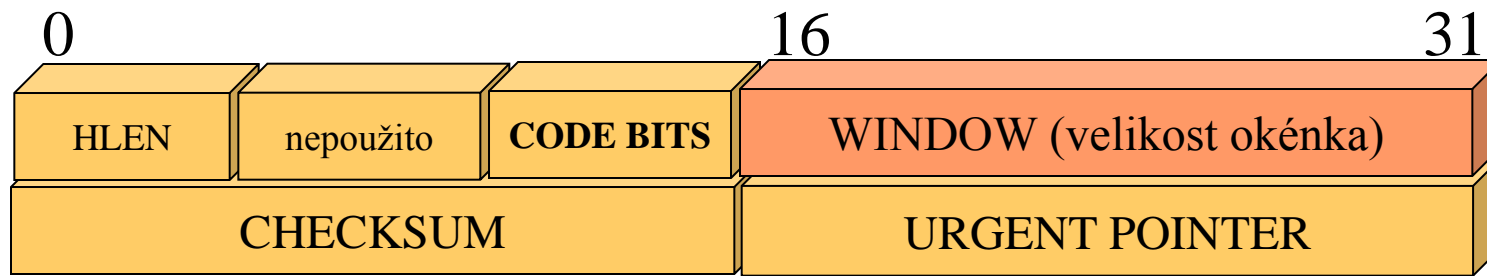 0 16 31
HLEN nepoužito CODE BITS WINDOW (velikost okénka)
CHECKSUM URGENT POINTER